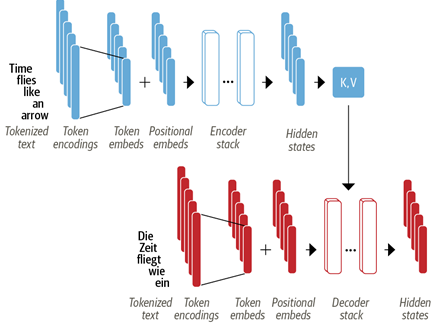 Time
flies
like
an
arrow
K,V
Tokenized text
Token encodings
Token embeds
+
Positional embeds
...
Encoder stack
Hidden states
Die
Zeit
fliegt
wie
ein
+
...
Tokenized text
Token encodings
Token embeds
Positional embeds
Decoder stack
Hidden states